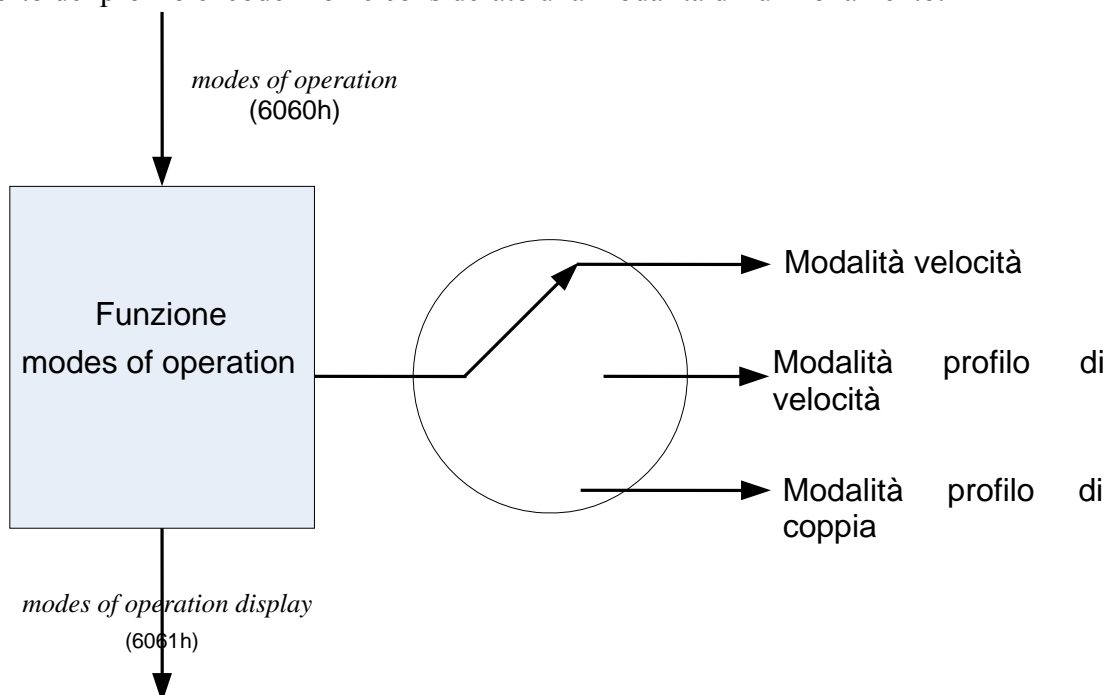 modes of operation
(6060h)
Funzione
modes of operation
Modalità velocità
Modalità profilo di
velocità
Modalità profilo di
coppia
modes of operation display
(6061h)